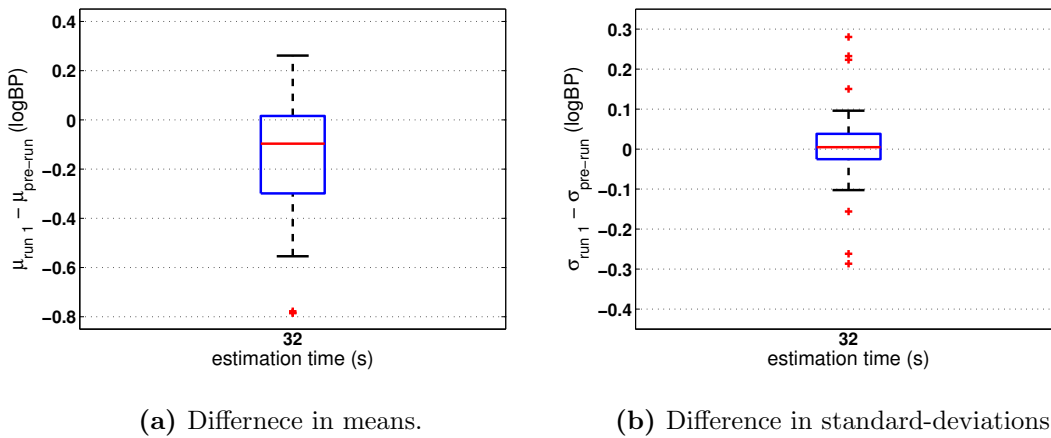 0.4
0.2
0
−0.2
−0.4
−0.6
−0.8
μrun 1 − μpre−run (logBP)
32
estimation time (s)
0.3
0.2
0.1
0
−0.1
−0.2
−0.3
−0.4
σrun 1 − σpre−run (logBP)
32
estimation time (s)
(a) Differnece in means.
(b) Difference in standard-deviations